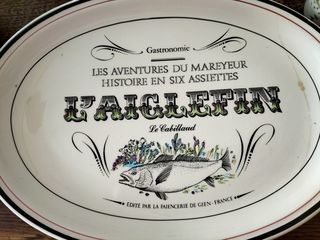 Gastronomie
LES AVENTURES DU MAREYEUR
HISTOIRE EN SIX ASSIETTES
L'AIGLEFIN
Le Cabillaud
EDITE PAR LA FAIENCERIE DE GIEN - FRANCE